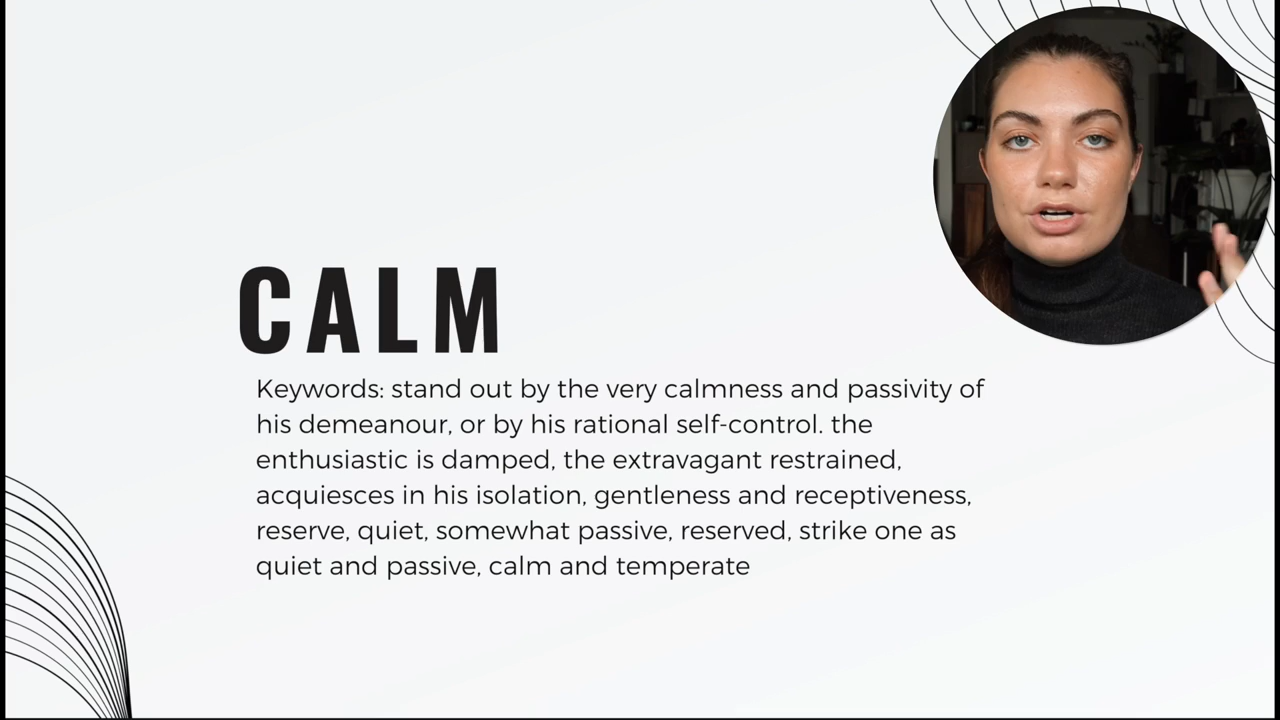 CALM
Keywords: stand out by the very calmness and passivity of
his demeanour, or by his rational self-control. the
enthusiastic is damped, the extravagant restrained,
acquiesces in his isolation, gentleness and receptiveness,
reserve, quiet, somewhat passive, reserved, strike one as
quiet and passive, calm and temperate